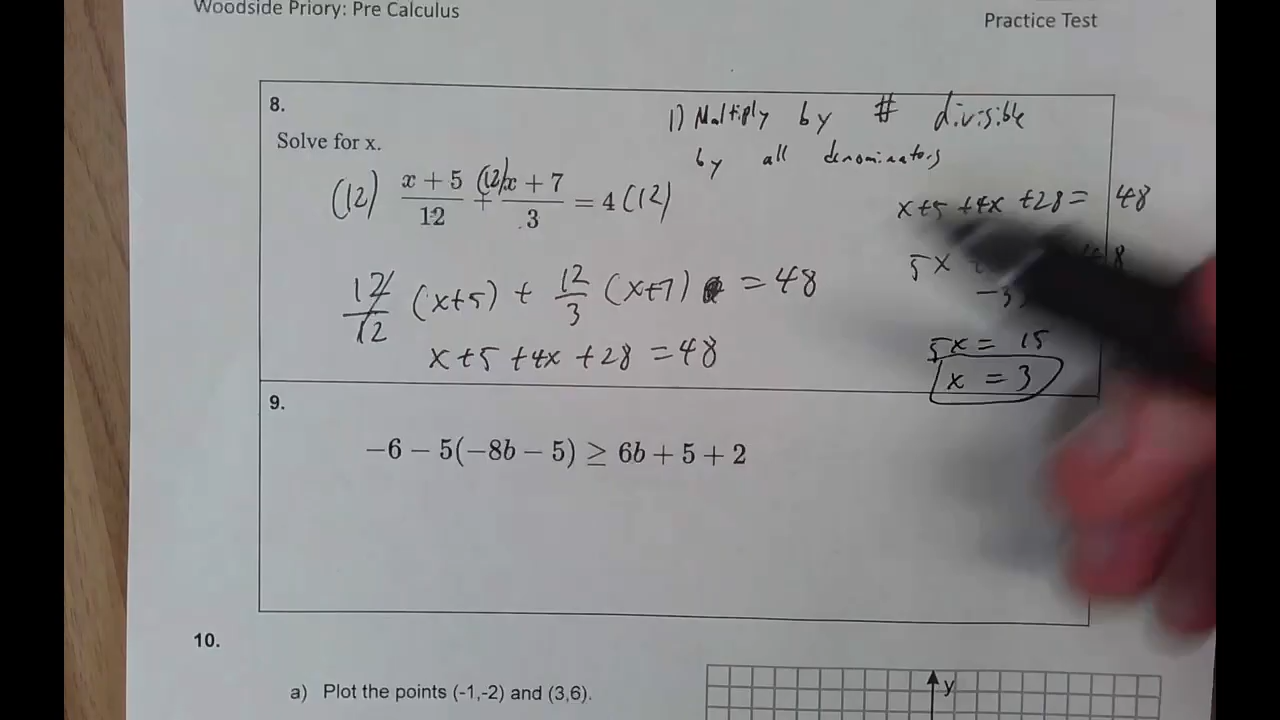 Woodside Priory: Pre Calculus
Practice Test
8.
Solve for x.
1) Multiply by # divisible
by all denominators
(12) x + 5 / 12 + (12) x + 7 / 3 = 4 (12)
12/12 (x+5) + 12/3 (x+7) = 48
x+5 +4x +28 = 48
x+5 +4x +28 = 48
5x
5x = 15
x = 3
9.
−6 − 5(−8b − 5) ≥ 6b + 5 + 2
10.
a) Plot the points (-1,-2) and (3,6).
y